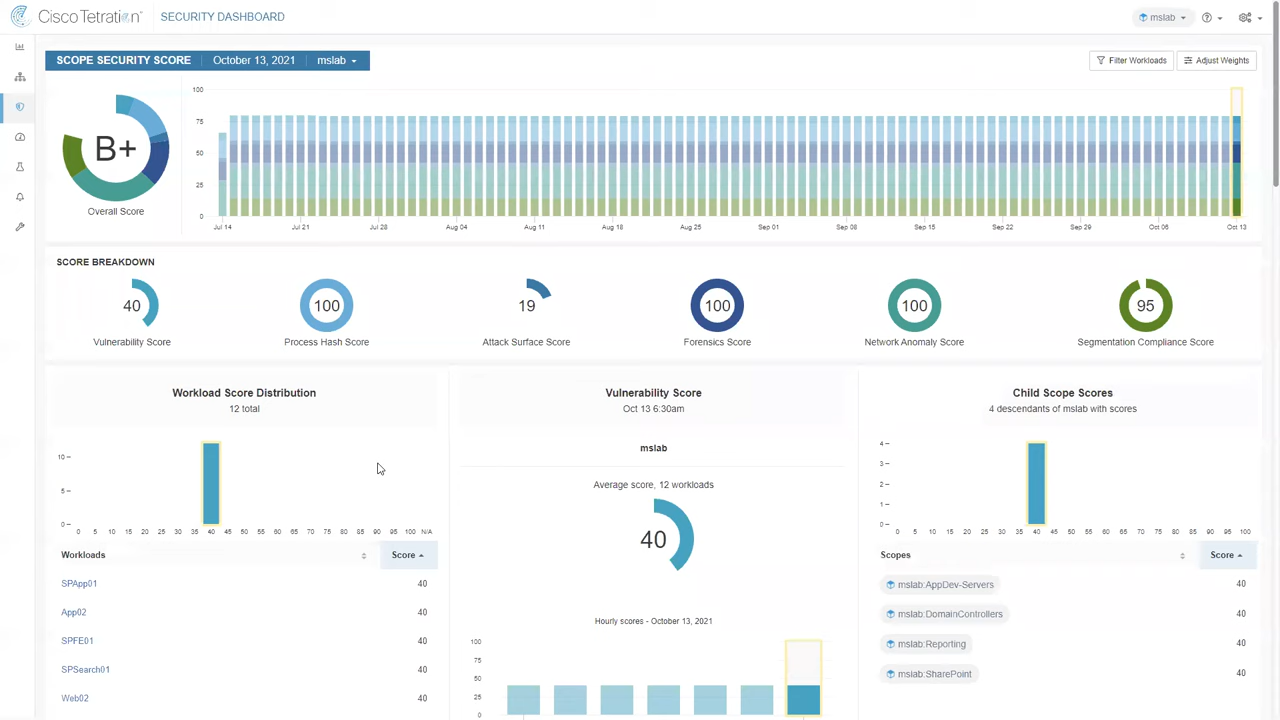 Cisco Tetration SECURITY DASHBOARD mslab
SCOPE SECURITY SCORE October 13, 2021 mslab Filter Workloads Adjust Weights
100
75
50
25
0
B+
Overall Score
Jul 14 Jul 21 Jul 28 Aug 04 Aug 11 Aug 18 Aug 25 Sep 01 Sep 08 Sep 15 Sep 22 Sep 29 Oct 06 Oct 13
SCORE BREAKDOWN
40 100 19 100 100 95
Vulnerability Score Process Hash Score Attack Surface Score Forensics Score Network Anomaly Score Segmentation Compliance Score
Workload Score Distribution
12 total
10
5
0
0 5 10 15 20 25 30 35 40 45 50 55 60 65 70 75 80 85 90 95 100 N/A
Workloads Score
SPApp01 40
App02 40
SPFE01 40
SPSearch01 40
Web02 40
Vulnerability Score
Oct 13 6:30am
mslab
Average score, 12 workloads
40
Hourly scores - October 13, 2021
100
75
50
25
0
Child Scope Scores
4 descendants of mslab with scores
4
3
2
1
0
0 5 10 15 20 25 30 35 40 45 50 55 60 65 70 75 80 85 90 95 100
Scopes Score
mslab:AppDev-Servers 40
mslab:DomainControllers 40
mslab:Reporting 40
mslab:SharePoint 40